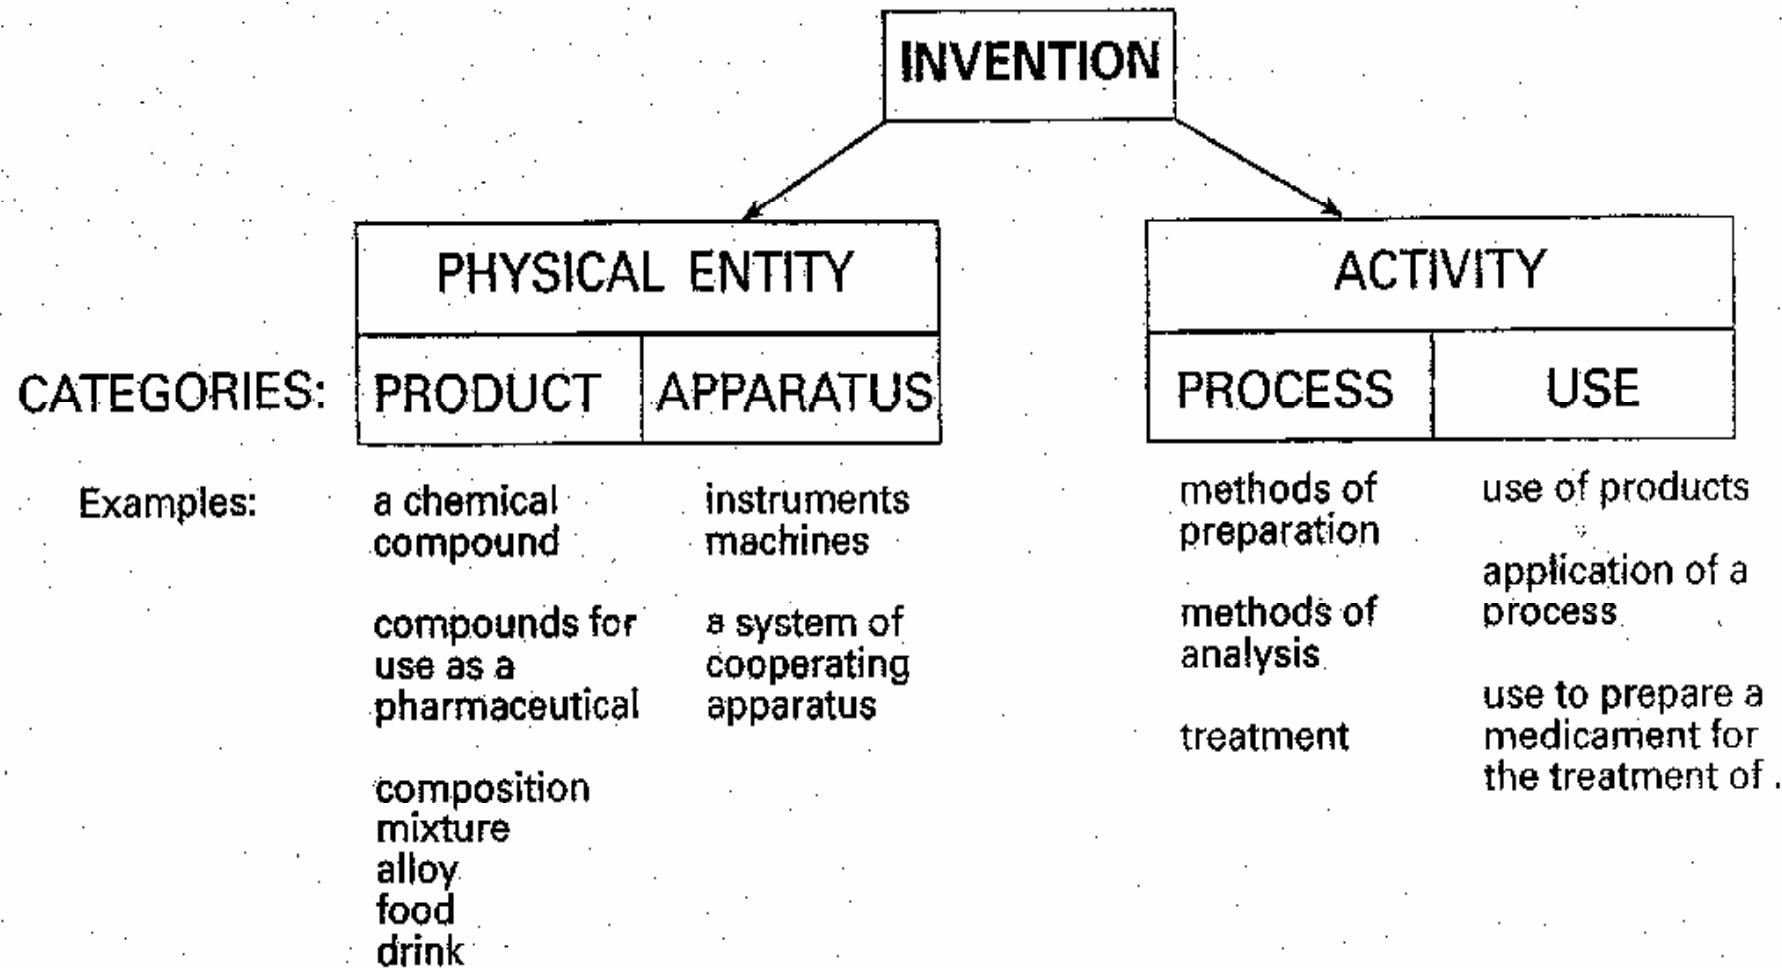 INVENTION
PHYSICAL ENTITY
ACTIVITY
CATEGORIES:
PRODUCT
APPARATUS
PROCESS
USE
Examples:
a chemical
compound
compounds for
use as a
pharmaceutical
composition
mixture
alloy
food
drink
instruments
machines
a system of
cooperating
apparatus
methods of
preparation
methods of
analysis
treatment
use of products
application of a
process
use to prepare a
medicament for
the treatment of .